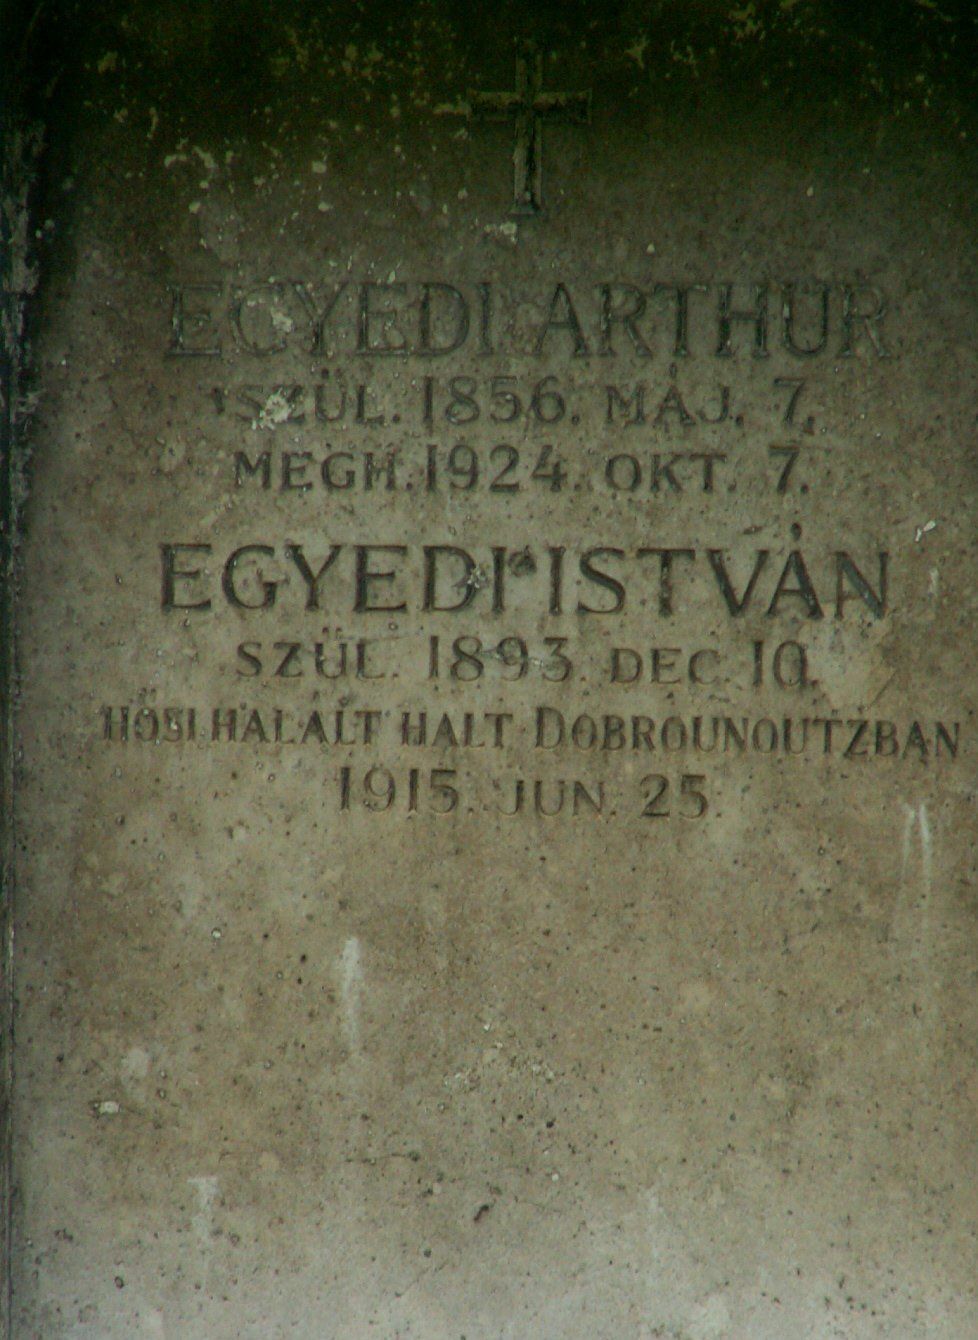 EGYEDI ARTHUR
SZÜL. 1856. MÁJ. 7.
MEGH. 1924. OKT. 7.
EGYEDI ISTVÁN
SZÜL. 1893. DEC. 10.
HŐSI HALÁLT HALT DOBROUNOUTZBAN
1915 JUN. 25.